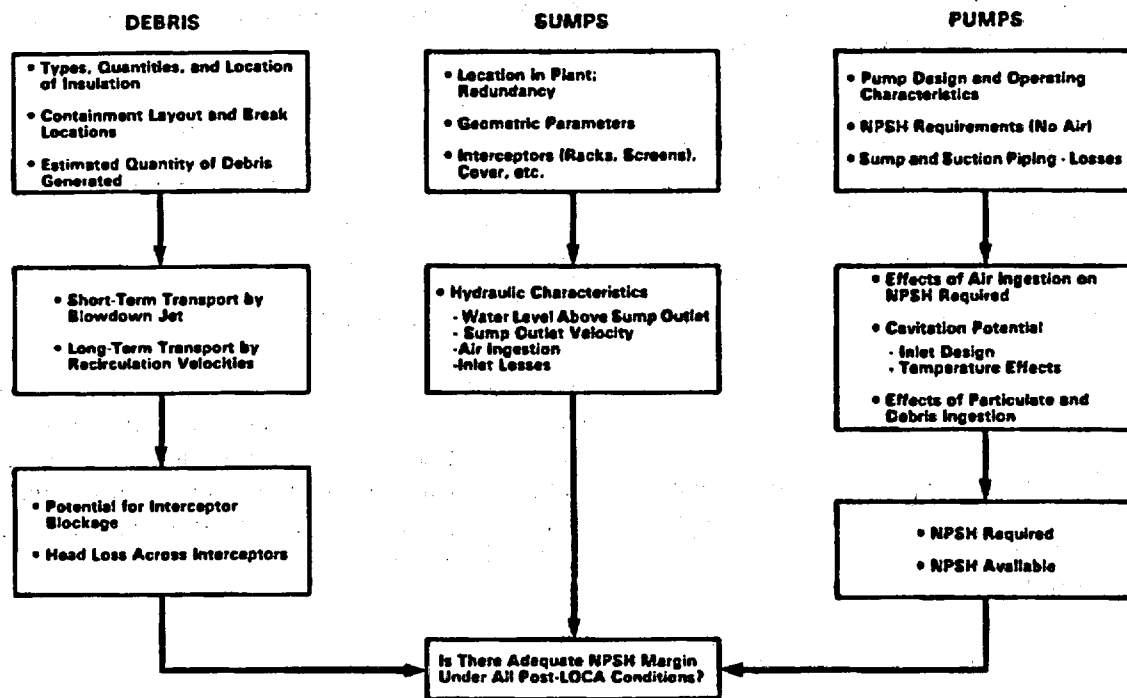 DEBRIS
• Types, Quantities, and Location
of Insulation
• Containment Layout and Break
Locations
• Estimated Quantity of Debris
Generated
• Short-Term Transport by
Blowdown Jet
• Long-Term Transport by
Recirculation Velocities
• Potential for Interceptor
Blockage
• Head Loss Across Interceptors
SUMPS
• Location in Plant;
Redundancy
• Geometric Parameters
• Interceptors (Racks, Screens),
Cover, etc.
• Hydraulic Characteristics
- Water Level Above Sump Outlet
- Sump Outlet Velocity
-Air Ingestion
-Inlet Losses
PUMPS
• Pump Design and Operating
Characteristics
• NPSH Requirements (No Air)
• Sump and Suction Piping - Losses
• Effects of Air Ingestion on
NPSH Required
• Cavitation Potential
- Inlet Design
- Temperature Effects
• Effects of Particulate and
Debris Ingestion
• NPSH Required
• NPSH Available
Is There Adequate NPSH Margin
Under All Post-LOCA Conditions?